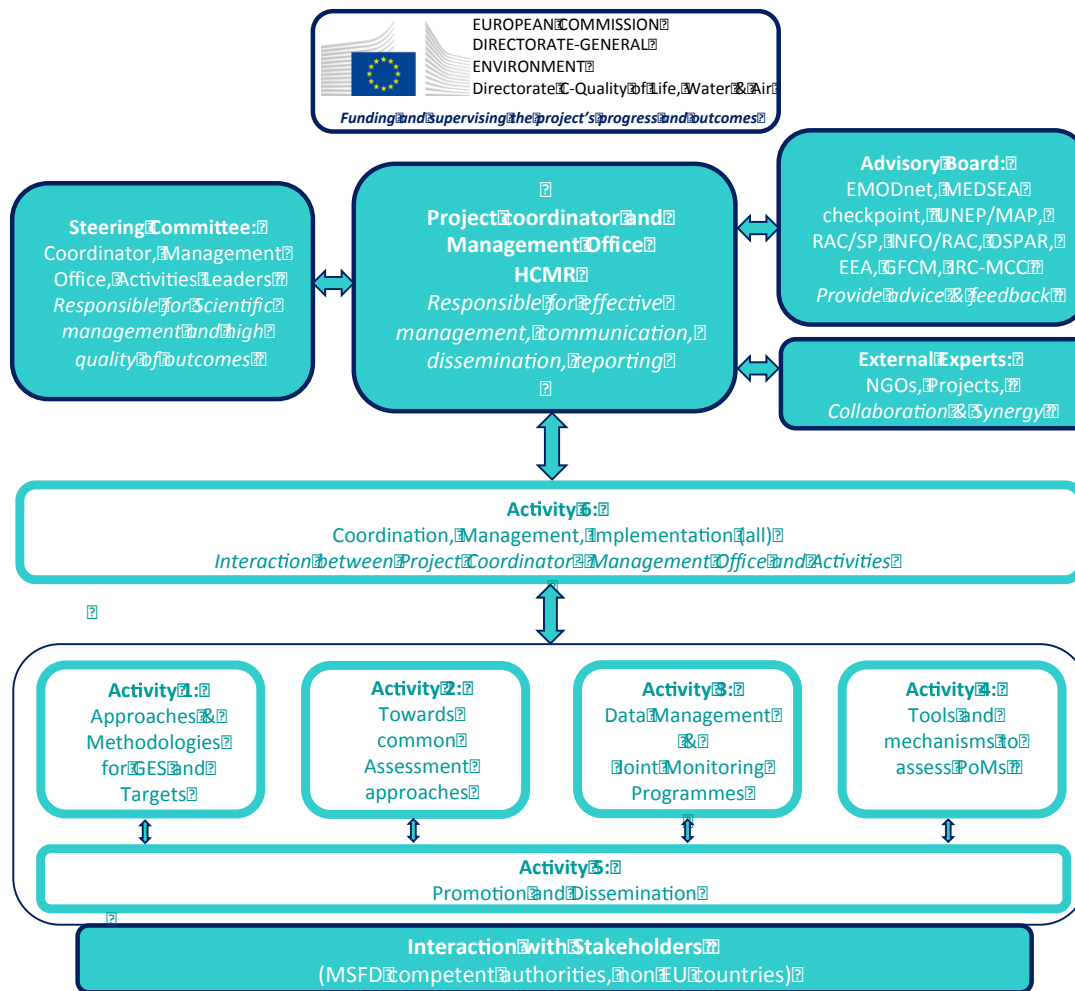 EUROPEAN COMMISSION
DIRECTORATE-GENERAL
ENVIRONMENT
Directorate C-Quality of Life, Water & Air
Funding and supervising the project's progress and outcomes
Steering Committee:
Coordinator, Management
Office, Activities Leaders
Responsible for Scientific
management and high
quality of outcomes
Project coordinator and
Management Office
HCMR
Responsible for effective
management, communication,
dissemination, reporting
Advisory Board:
EMODnet, MEDSEA
checkpoint, UNEP/MAP,
RAC/SP, INFO/RAC, OSPAR,
EEA, GFCM, JRC-MCC
Provide advice & feedback
External Experts:
NGOs, Projects,
Collaboration & Synergy
Activity 6:
Coordination, Management, Implementation (all)
Interaction between Project Coordinator - Management Office and Activities
Activity 1:
Approaches &
Methodologies
for GES and
Targets
Activity 2:
Towards
common
Assessment
approaches
Activity 3:
Data Management
&
Joint Monitoring
Programmes
Activity 4:
Tools and
mechanisms to
assess PoMs
Activity 5:
Promotion and Dissemination
Interaction with Stakeholders
(MSFD competent authorities, non EU countries)